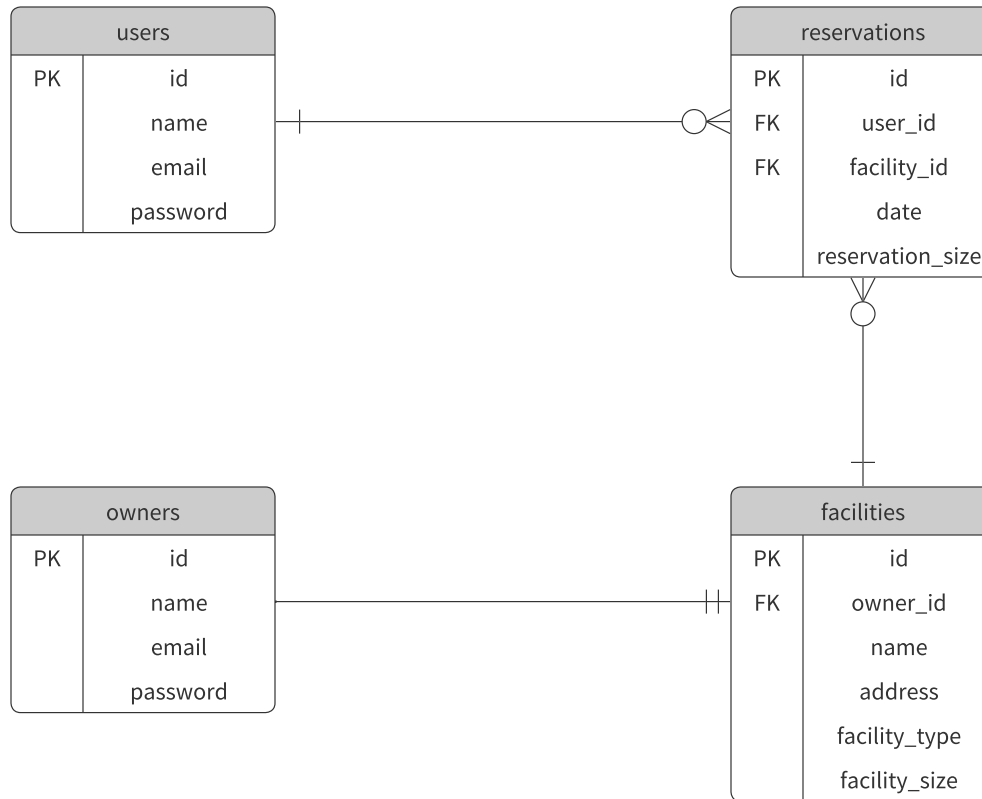 users
PK id
name
email
password
reservations
PK id
FK user_id
FK facility_id
date
reservation_size
owners
PK id
name
email
password
facilities
PK id
FK owner_id
name
address
facility_type
facility_size